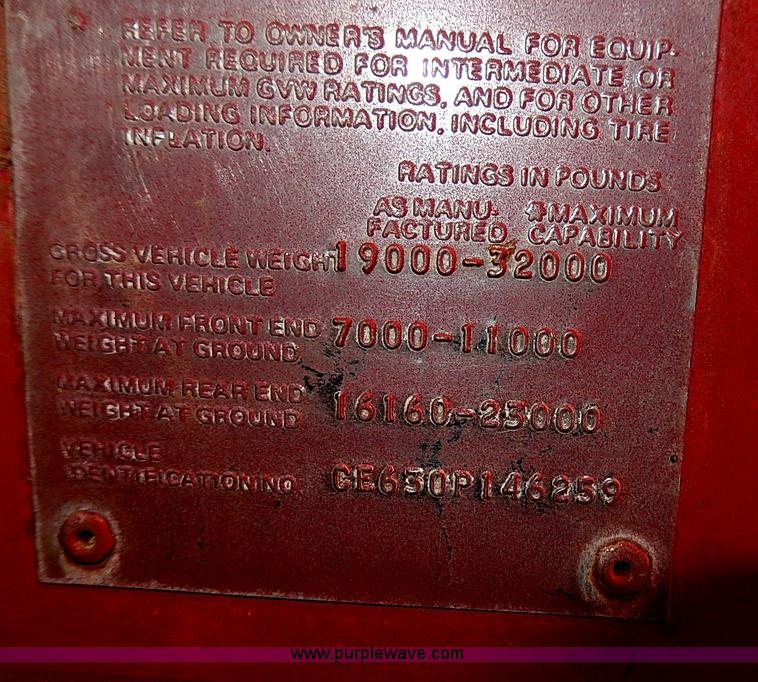 * REFER TO OWNER'S MANUAL FOR EQUIP-
MENT REQUIRED FOR INTERMEDIATE OR
MAXIMUM GVW RATINGS, AND FOR OTHER
LOADING INFORMATION, INCLUDING TIRE
INFLATION.
RATINGS IN POUNDS
AS MANU- *MAXIMUM
FACTURED CAPABILITY
GROSS VEHICLE WEIGHT 19000-32000
FOR THIS VEHICLE
MAXIMUM FRONT END 7000-11000
WEIGHT AT GROUND
MAXIMUM REAR END 16160-23000
WEIGHT AT GROUND
VEHICLE
IDENTIFICATION NO. CE630P146259
www.purplewave.com